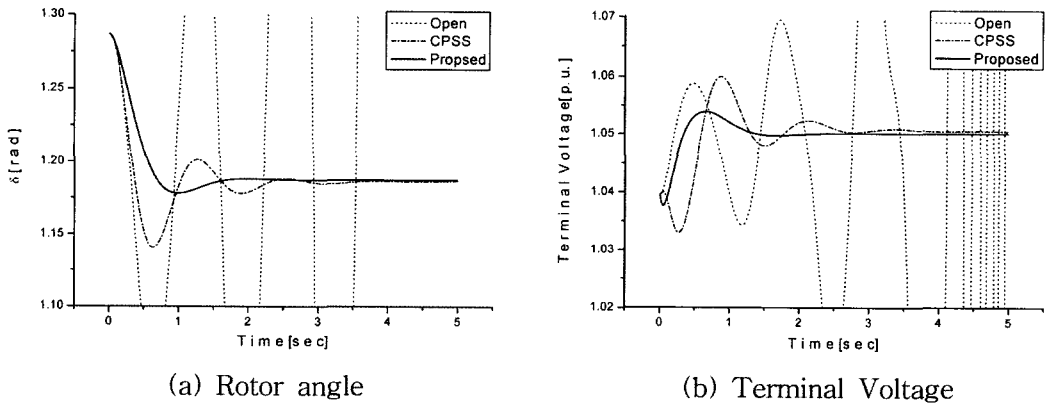 1.30
1.25
1.20
1.15
1.10
δ[rad]
Open
CPSS
Propsed
0 1 2 3 4 5
Time[sec]
(a) Rotor angle
1.07
1.06
1.05
1.04
1.03
1.02
Terminal Voltage[p.u.]
Open
CPSS
Propsed
0 1 2 3 4 5
Time[sec]
(b) Terminal Voltage